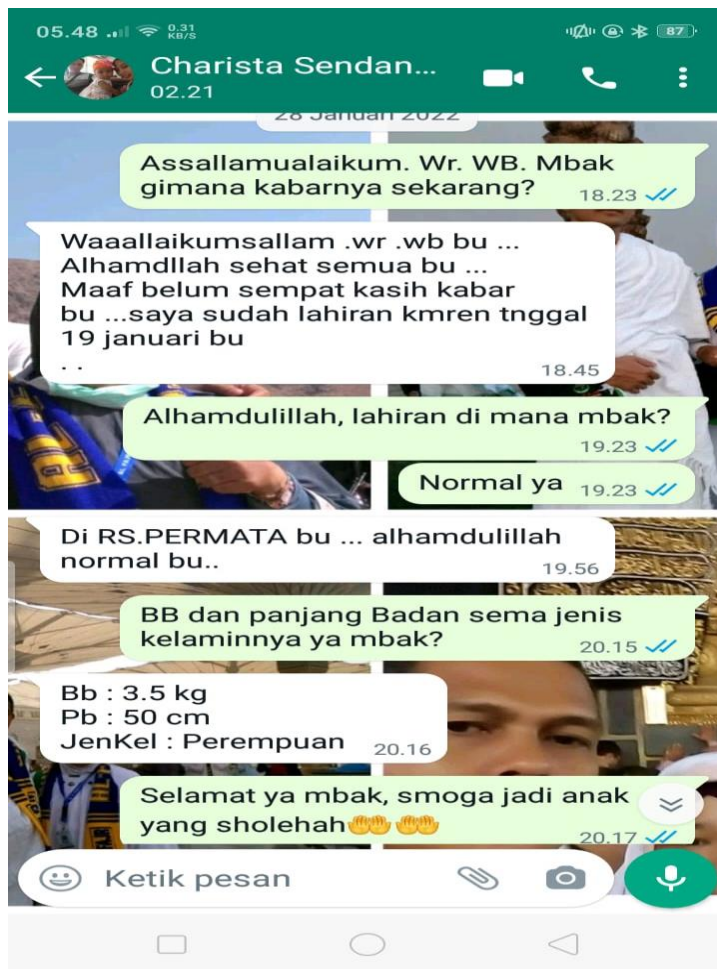 05.48
0.31
KB/S
87
Charista Sendan...
02.21
28 Januari 2022
Assallamualaikum. Wr. WB. Mbak
gimana kabarnya sekarang?
18.23
Waaallaikumsallam .wr .wb bu ...
Alhamdllah sehat semua bu ...
Maaf belum sempat kasih kabar
bu ...saya sudah lahiran kmren tnggal
19 januari bu
. .
18.45
Alhamdulillah, lahiran di mana mbak?
19.23
Normal ya
19.23
Di RS.PERMATA bu ... alhamdulillah
normal bu..
19.56
BB dan panjang Badan sema jenis
kelaminnya ya mbak?
20.15
Bb : 3.5 kg
Pb : 50 cm
JenKel : Perempuan
20.16
Selamat ya mbak, smoga jadi anak
yang sholehah🤲🤲
20.17
Ketik pesan